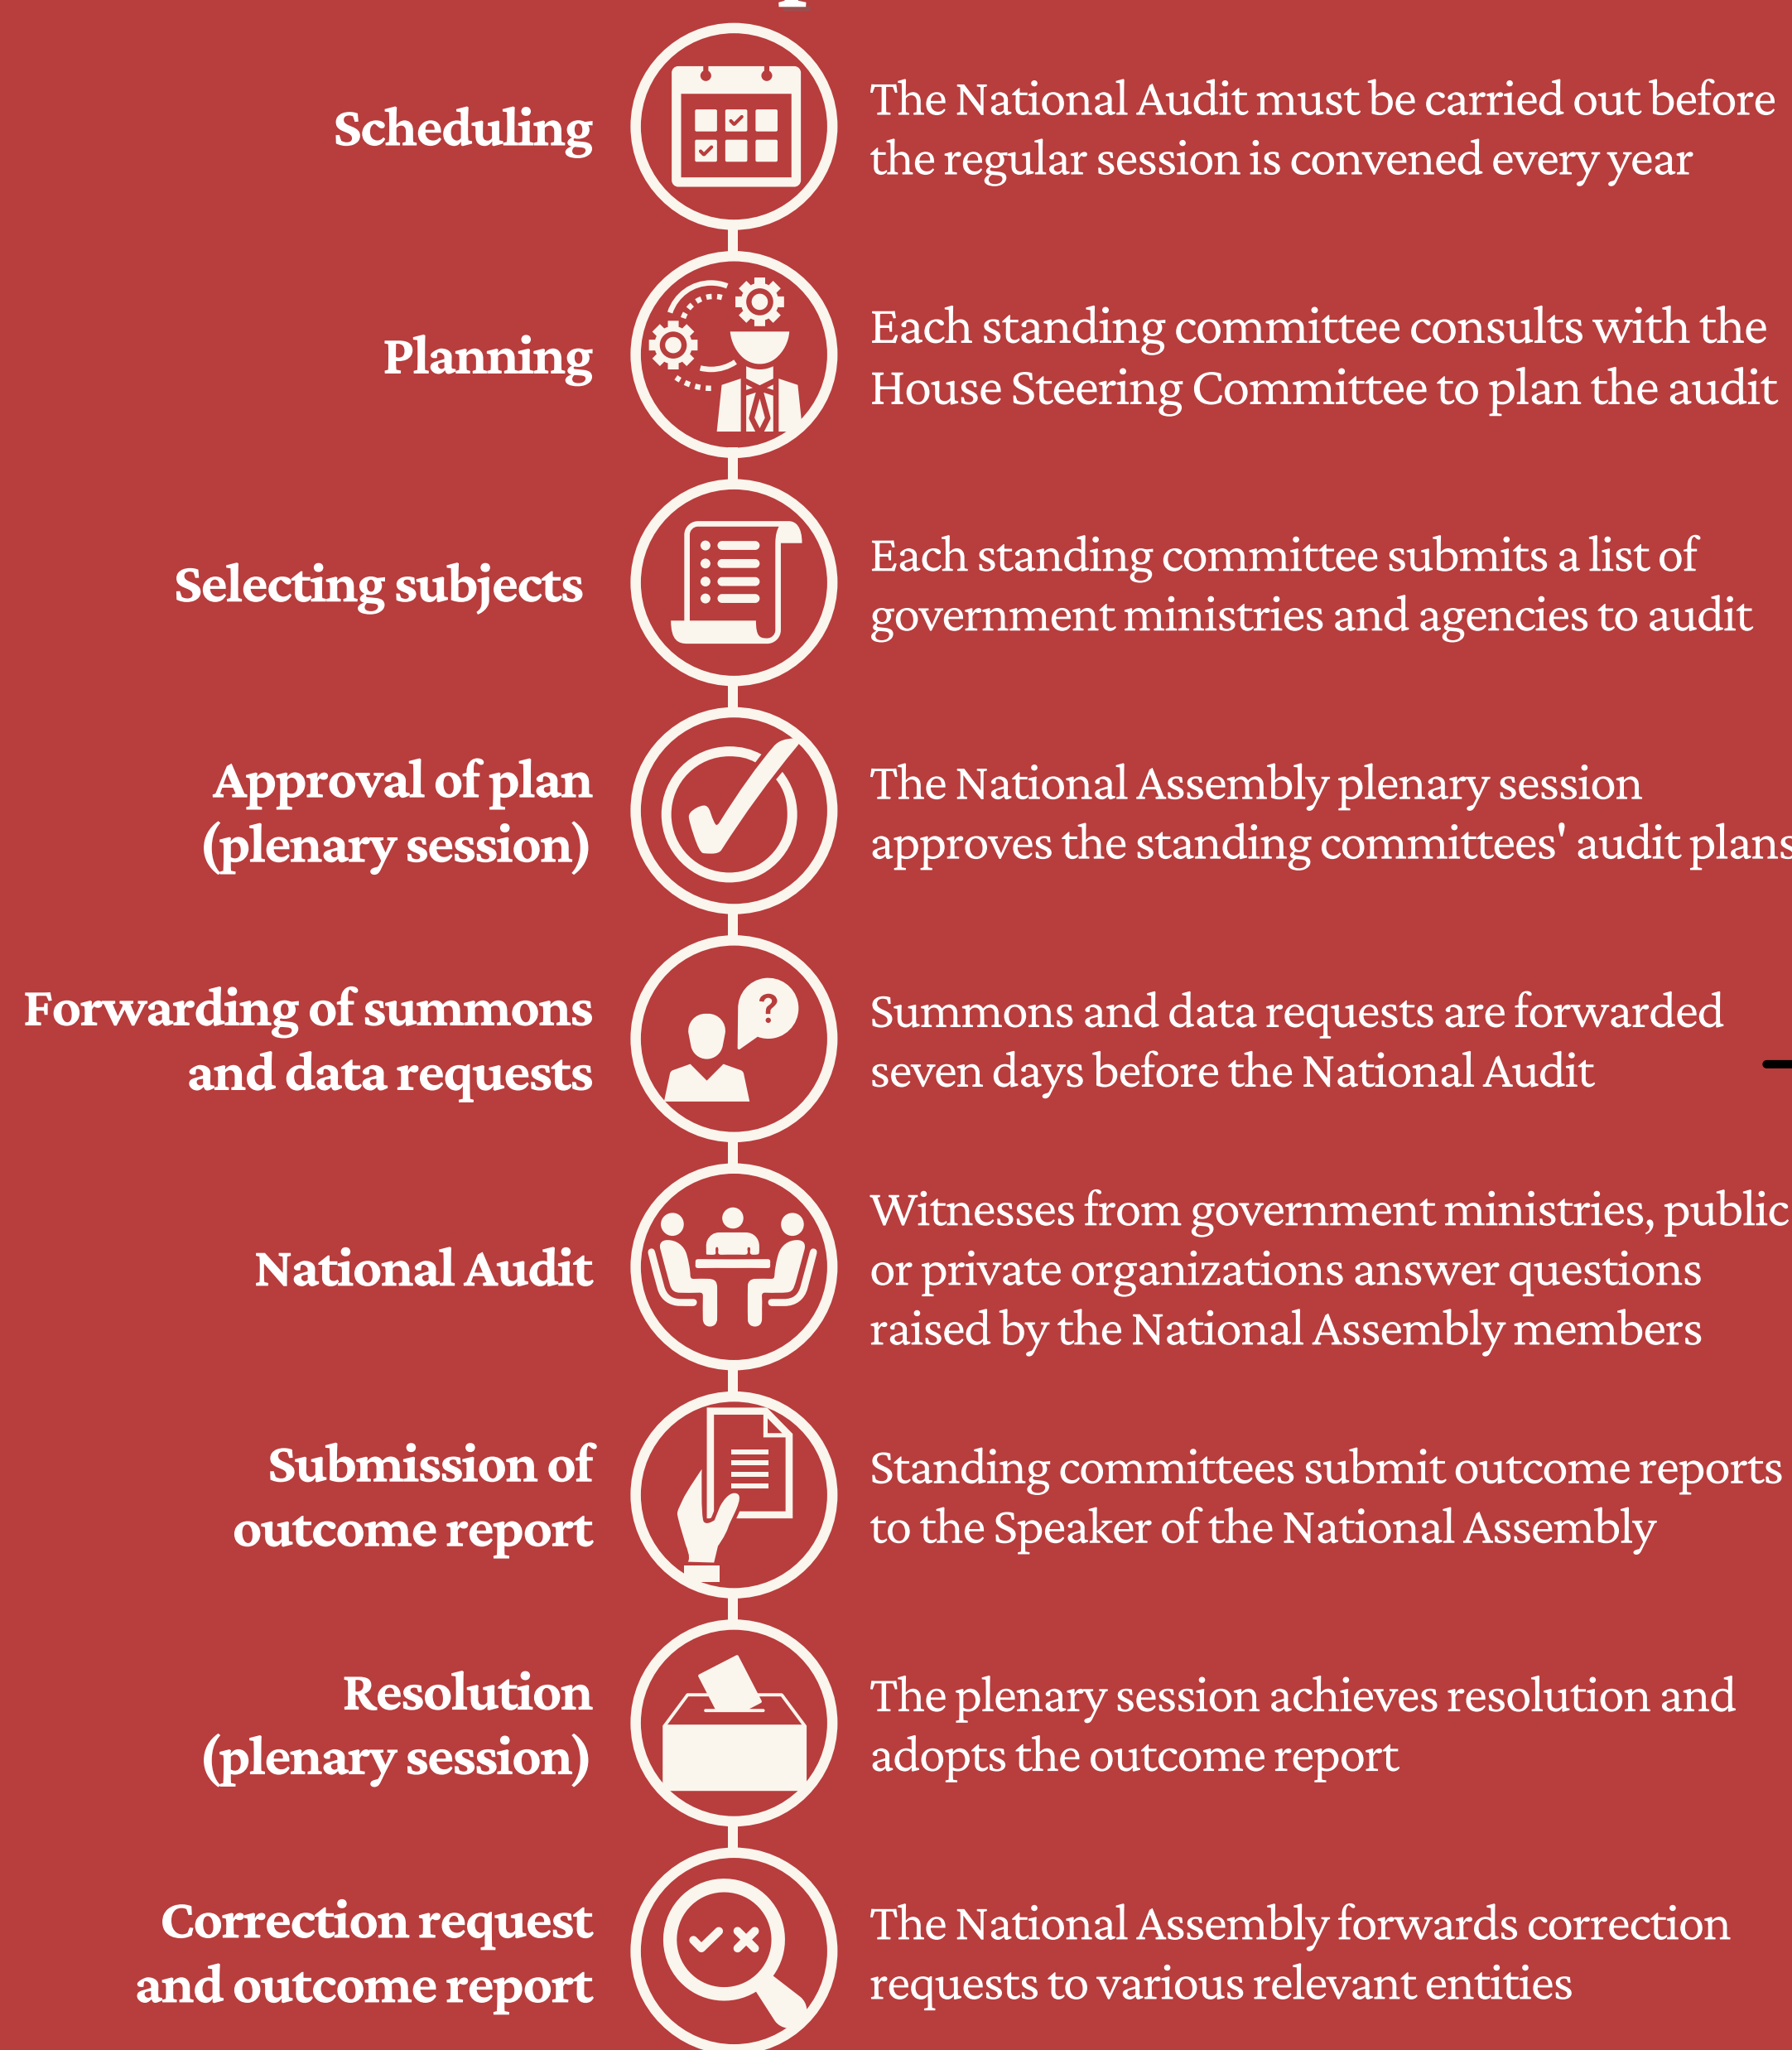 Scheduling
The National Audit must be carried out before
the regular session is convened every year
Planning
Each standing committee consults with the
House Steering Committee to plan the audit
Selecting subjects
Each standing committee submits a list of
government ministries and agencies to audit
Approval of plan
(plenary session)
The National Assembly plenary session
approves the standing committees' audit plans
Forwarding of summons
and data requests
?
Summons and data requests are forwarded
seven days before the National Audit
National Audit
Witnesses from government ministries, public
or private organizations answer questions
raised by the National Assembly members
Submission of
outcome report
Standing committees submit outcome reports
to the Speaker of the National Assembly
Resolution
(plenary session)
The plenary session achieves resolution and
adopts the outcome report
Correction request
and outcome report
The National Assembly forwards correction
requests to various relevant entities